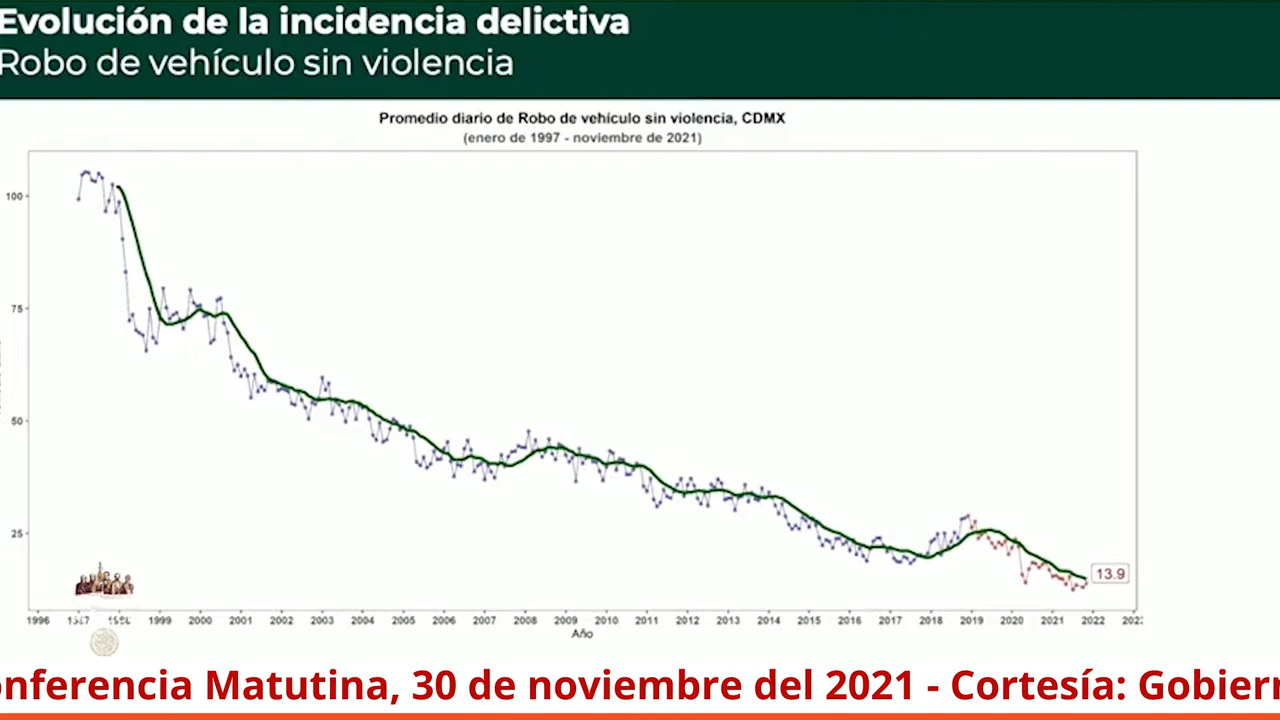 Evolución de la incidencia delictiva
Robo de vehículo sin violencia
Promedio diario de Robo de vehículo sin violencia, CDMX
(enero de 1997 - noviembre de 2021)
100
75
50
25
13.9
1996 1999 2000 2001 2002 2003 2004 2005 2006 2007 2008 2009 2010 2011 2012 2013 2014 2015 2016 2017 2018 2019 2020 2021 2022
Año
onferencia Matutina, 30 de noviembre del 2021 - Cortesía: Gobier